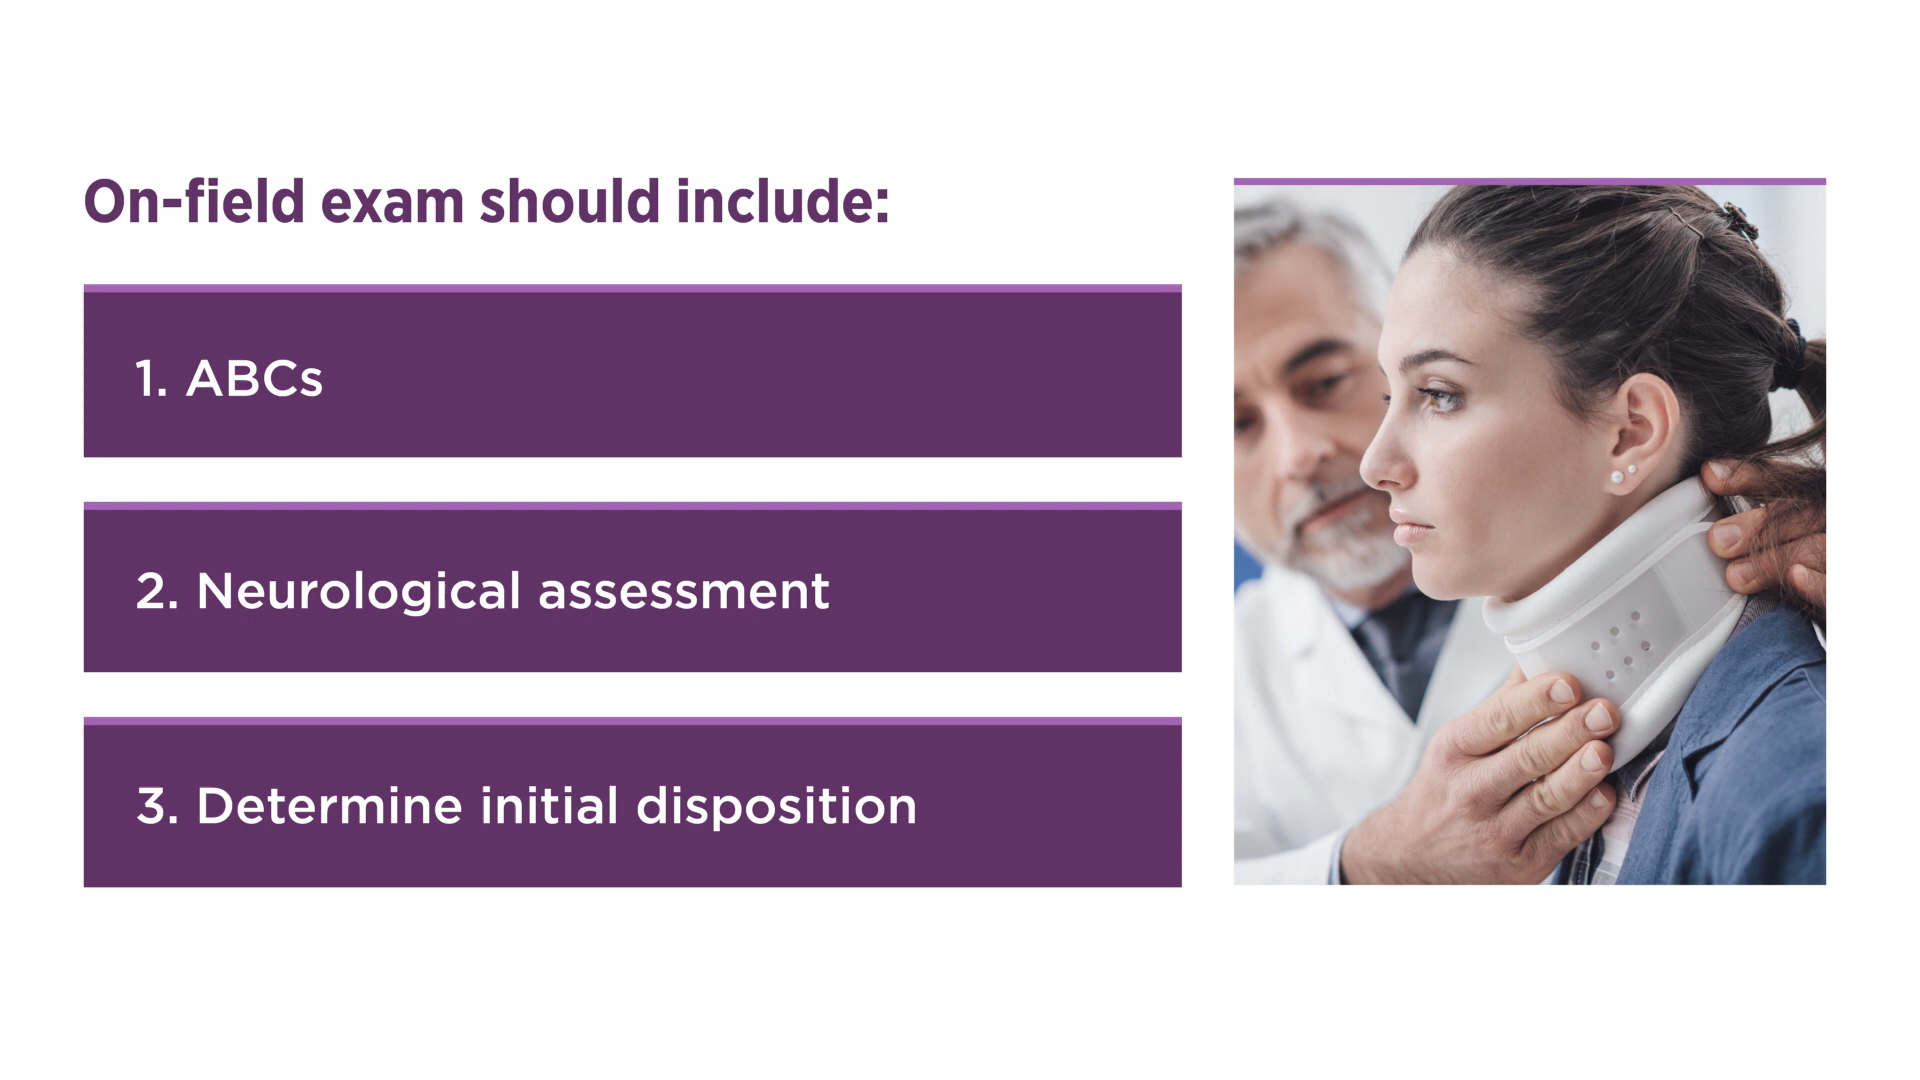 On-field exam should include:
1. ABCs
2. Neurological assessment
3. Determine initial disposition